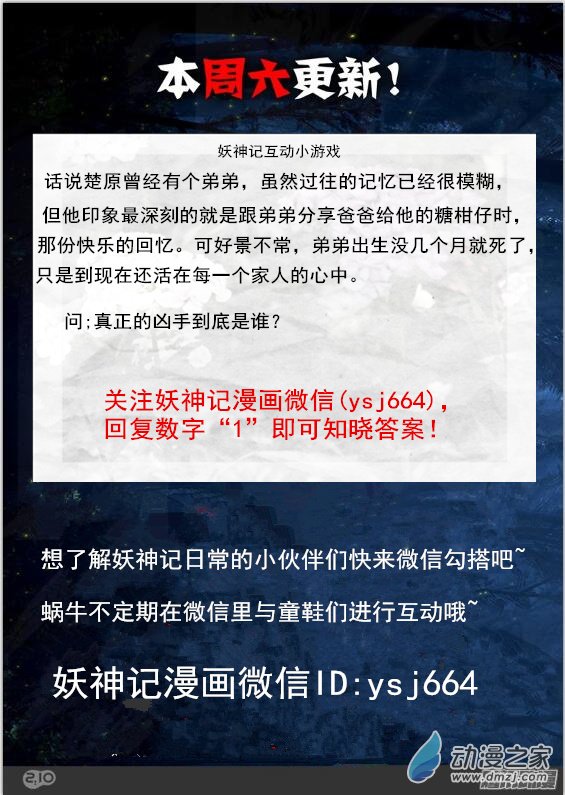 本周六更新!
妖神记互动小游戏
话说楚原曾经有个弟弟，虽然过往的记忆已经很模糊，
但他印象最深刻的就是跟弟弟分享爸爸给他的糖柑仔时，
那份快乐的回忆。可好景不常，弟弟出生没几个月就死了，
只是到现在还活在每一个家人的心中。
问;真正的凶手到底是谁？
关注妖神记漫画微信(ysj664)，
回复数字“1”即可知晓答案！
想了解妖神记日常的小伙伴们快来微信勾搭吧~
蜗牛不定期在微信里与童鞋们进行互动哦~
妖神记漫画微信ID:ysj664
210
动漫之家
www.dmzj.com